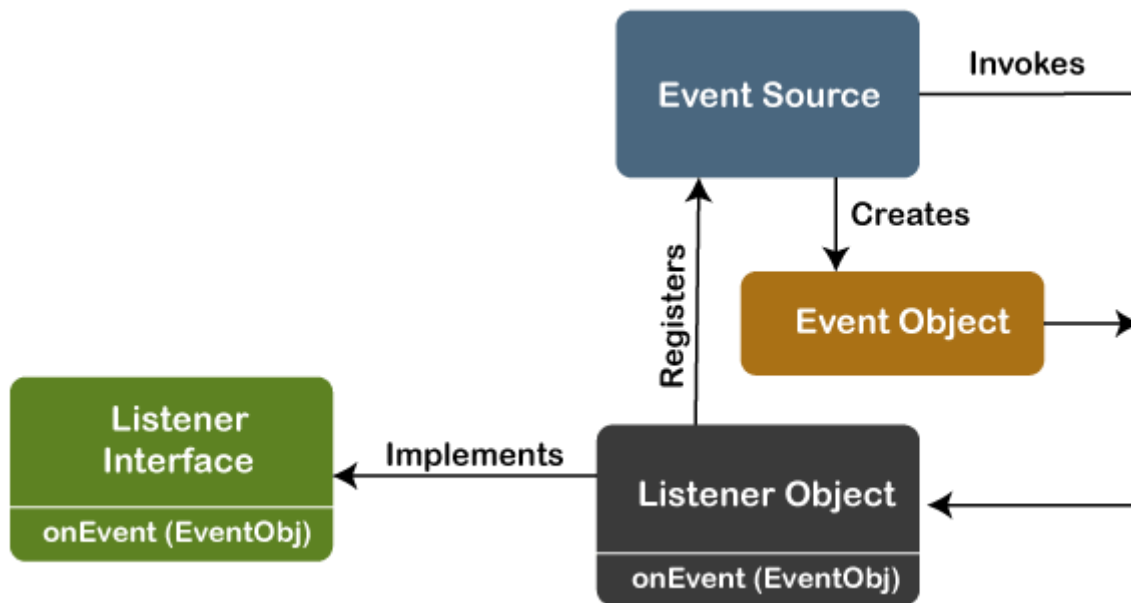 Event Source
Invokes
Creates
Registers
Event Object
Listener
Interface
onEvent (EventObj)
Implements
Listener Object
onEvent (EventObj)